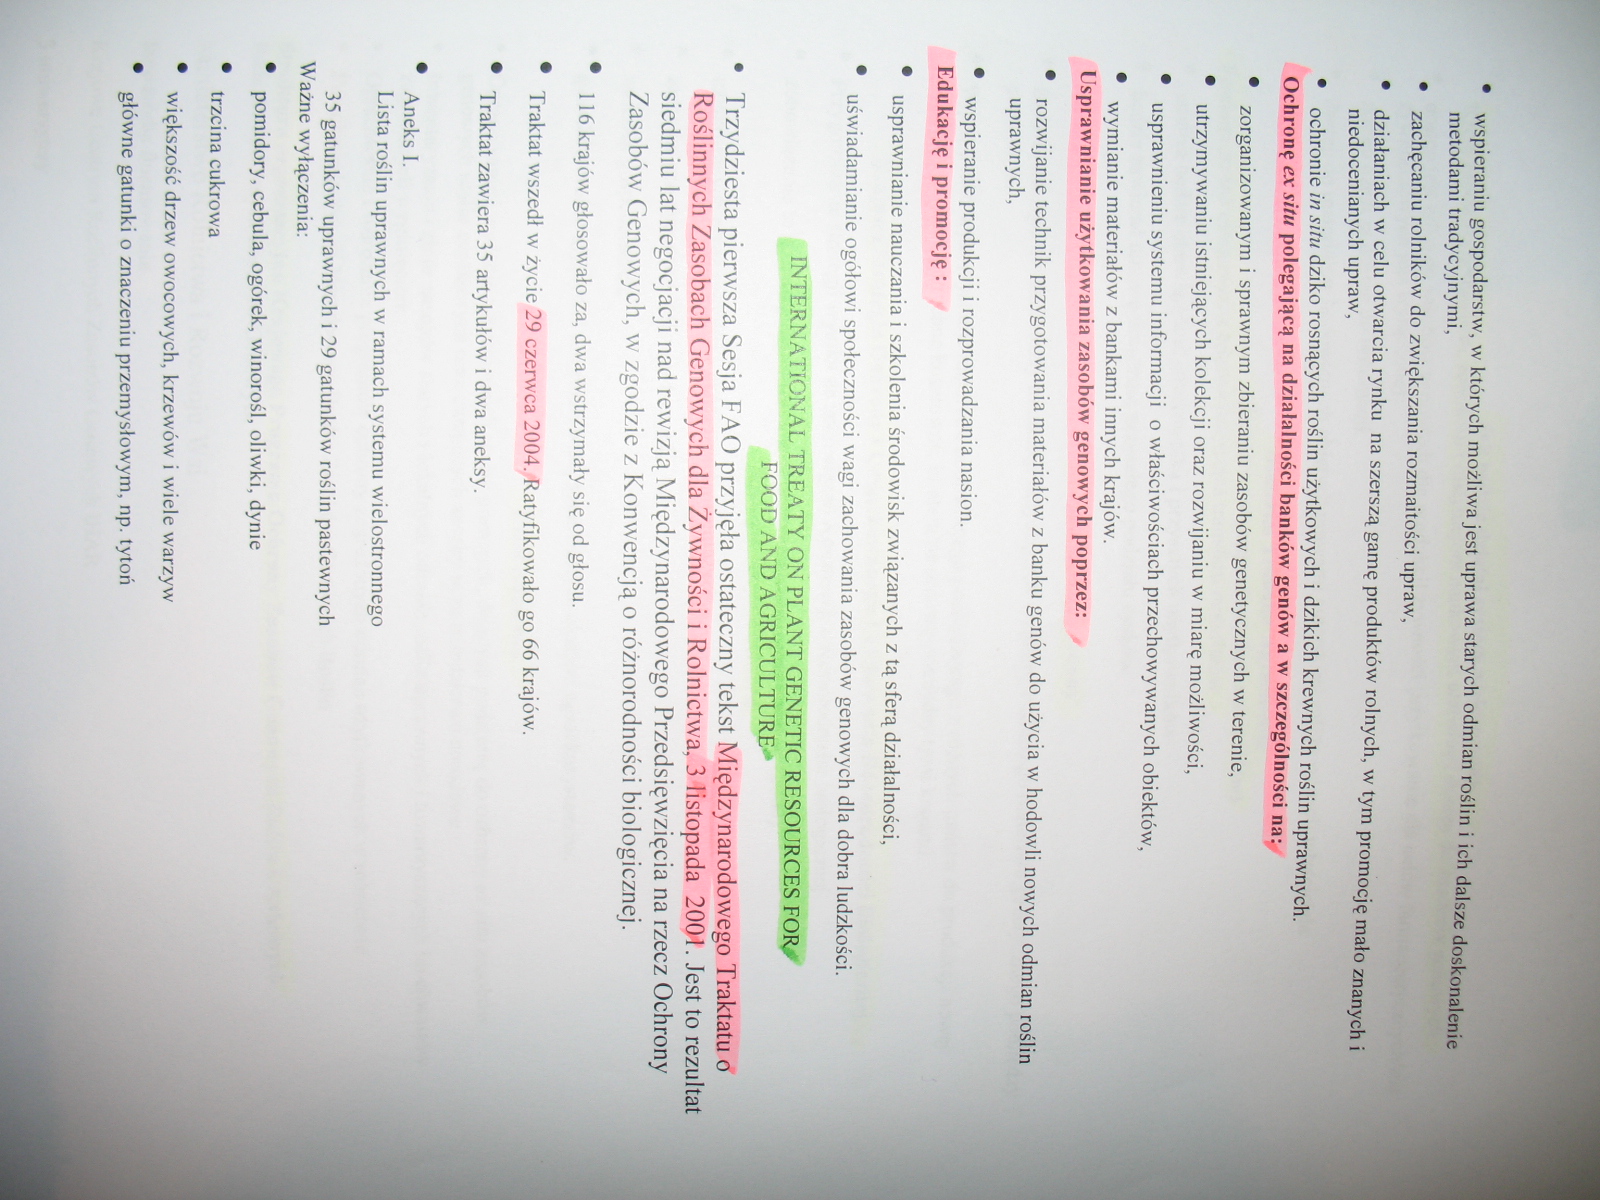 • wspieraniu gospodarstw, w których możliwa jest uprawa starych odmian roślin i ich dalsze doskonalenie
metodami tradycyjnymi,
• zachęcaniu rolników do zwiększania rozmaitości upraw,
• działaniach w celu otwarcia rynku na szerszą gamę produktów rolnych, w tym promocję mało znanych i
niedocenianych upraw,
• ochronie in situ dziko rosnących roślin użytkowych i dzikich krewnych roślin uprawnych.
Ochronę ex situ polegającą na działalności banków genów a w szczególności na:
• zorganizowanym i sprawnym zbieraniu zasobów genetycznych w terenie,
• utrzymywaniu istniejących kolekcji oraz rozwijaniu w miarę możliwości,
• usprawnieniu systemu informacji o właściwościach przechowywanych obiektów,
• wymianie materiałów z bankami innych krajów.
Usprawnianie użytkowania zasobów genowych poprzez:
• rozwijanie technik przygotowania materiałów z banku genów do użycia w hodowli nowych odmian roślin
uprawnych,
• wspieranie produkcji i rozprowadzania nasion.
Edukację i promocję :
• usprawnianie nauczania i szkolenia środowisk związanych z tą sferą działalności,
• uświadamianie ogółowi społeczności wagi zachowania zasobów genowych dla dobra ludzkości.
INTERNATIONAL TREATY ON PLANT GENETIC RESOURCES FOR
FOOD AND AGRICULTURE
• Trzydziesta pierwsza Sesja FAO przyjęła ostateczny tekst Międzynarodowego Traktatu o
Roślinnych Zasobach Genowych dla Żywności i Rolnictwa, 3 listopada 2001. Jest to rezultat
siedmiu lat negocjacji nad rewizją Międzynarodowego Przedsięwzięcia na rzecz Ochrony
Zasobów Genowych, w zgodzie z Konwencją o różnorodności biologicznej.
• 116 krajów głosowało za, dwa wstrzymały się od głosu.
• Traktat wszedł w życie 29 czerwca 2004. Ratyfikowało go 66 krajów.
• Traktat zawiera 35 artykułów i dwa aneksy.
• Aneks I.
Lista roślin uprawnych w ramach systemu wielostronnego
35 gatunków uprawnych i 29 gatunków roślin pastewnych
Ważne wyłączenia:
• pomidory, cebula, ogórek, winorośl, oliwki, dynie
• trzcina cukrowa
• większość drzew owocowych, krzewów i wiele warzyw
• główne gatunki o znaczeniu przemysłowym, np. tytoń